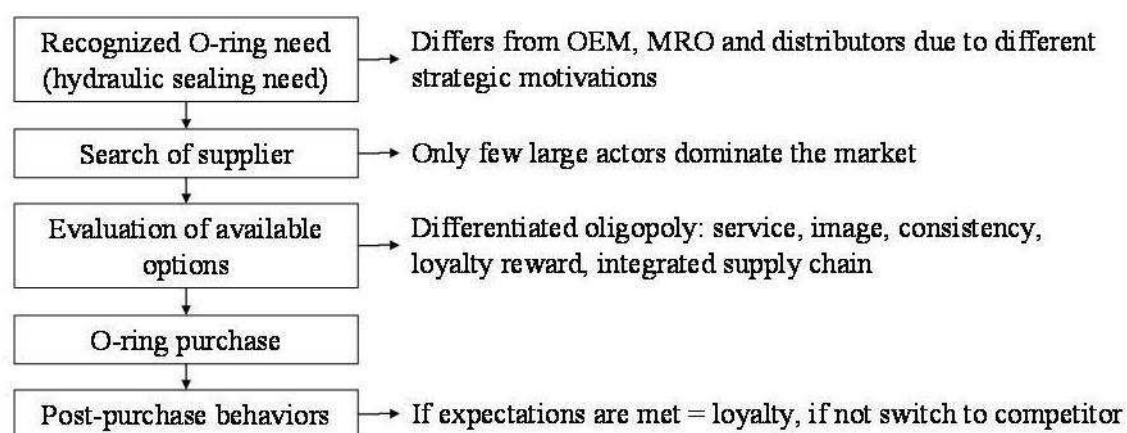 Recognized O-ring need
(hydraulic sealing need)
Differs from OEM, MRO and distributors due to different
strategic motivations
Search of supplier
Only few large actors dominate the market
Evaluation of available
options
Differentiated oligopoly: service, image, consistency,
loyalty reward, integrated supply chain
O-ring purchase
Post-purchase behaviors
If expectations are met = loyalty, if not switch to competitor